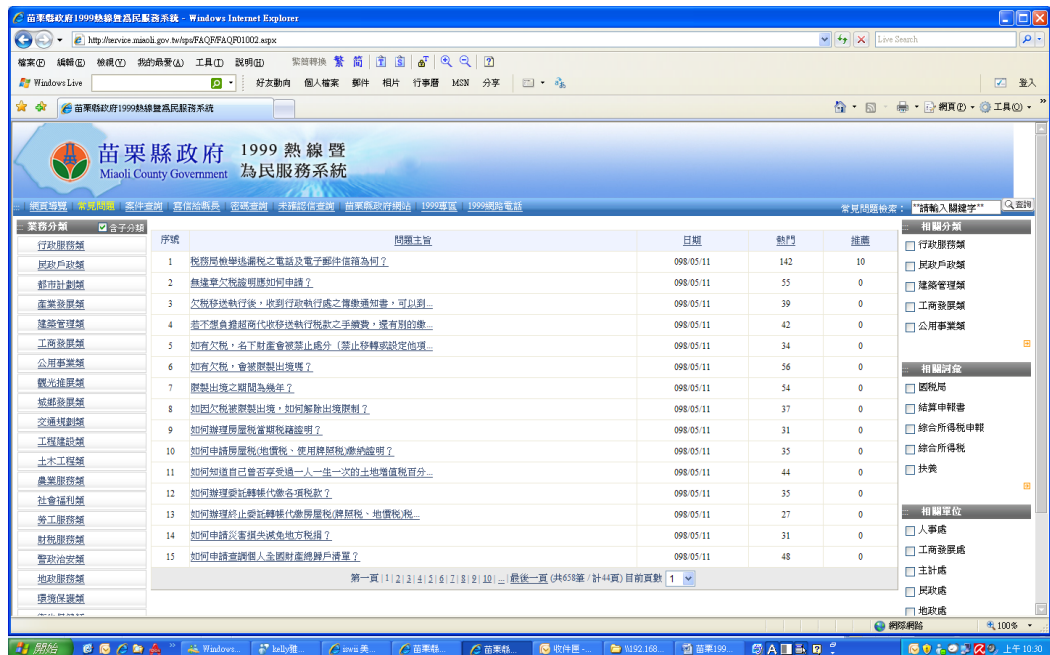 苗栗縣政府1999熱線暨為民服務系統 - Windows Internet Explorer
http://service.miaoli.gov.tw/sps/FAQF/FAQF01002.aspx
Live Search
檔案(F) 編輯(E) 檢視(V) 我的最愛(A) 工具(T) 說明(H) 繁簡轉換 繁 简
Windows Live 好友動向 個人檔案 郵件 相片 行事曆 MSN 分享 登入
苗栗縣政府1999熱線暨為民服務系統 網頁(P) 工具(O)
苗栗縣政府 1999 熱線暨
Miaoli County Government 為民服務系統
網頁導覽 | 常見問題 | 案件查詢 | 寫信給縣長 | 密碼查詢 | 未確認信查詢 | 苗栗縣政府網站 | 1999專區 | 1999網路電話
常見問題檢索: **請輸入關鍵字** 查詢
業務分類 含子分類
行政服務類
民政戶政類
都市計劃類
產業發展類
建築管理類
工商發展類
公用事業類
觀光推展類
城鄉發展類
交通規劃類
工程建設類
土木工程類
農業服務類
社會福利類
勞工服務類
財稅服務類
警政治安類
地政服務類
環境保護類
序號 問題主旨 日期 熱門 推薦
1 稅務局檢舉逃漏稅之電話及電子郵件信箱為何? 098/05/11 142 10
2 無違章欠稅證明應如何申請? 098/05/11 55 0
3 欠稅移送執行後,收到行政執行處之傳繳通知書,可以到... 098/05/11 39 0
4 若不想負擔超商代收移送執行稅款之手續費,還有別的繳... 098/05/11 42 0
5 如有欠稅,名下財產會被禁止處分(禁止移轉或設定他項... 098/05/11 34 0
6 如有欠稅,會被限制出境嗎? 098/05/11 56 0
7 限制出境之期間為幾年? 098/05/11 54 0
8 如因欠稅被限制出境,如何解除出境限制? 098/05/11 37 0
9 如何辦理房屋稅當期稅籍證明? 098/05/11 31 0
10 如何申請房屋稅(地價稅、使用牌照稅)繳納證明? 098/05/11 35 0
11 如何知道自己曾否享受過一人一生一次的土地增值稅百分... 098/05/11 44 0
12 如何辦理委託轉帳代繳各項稅款? 098/05/11 35 0
13 如何辦理終止委託轉帳代繳房屋稅(牌照稅、地價稅)稅... 098/05/11 27 0
14 如何申請災害損失減免地方稅捐? 098/05/11 35 0
15 如何申請查調個人全國財產總歸戶清單? 098/05/11 48 0
第一頁 | 1 | 2 | 3 | 4 | 5 | 6 | 7 | 8 | 9 | 10 | ... | 最後一頁 (共658筆 / 計44頁) 目前頁數 1
相關分類
行政服務類
民政戶政類
建築管理類
工商發展類
公用事業類
相關詞彙
國稅局
結算申報書
綜合所得稅申報
綜合所得稅
扶養
相關單位
人事處
工商發展處
主計處
民政處
地政處
網際網路 100%
開始 Windows... kelly雅... 苗栗縣... 苗栗縣... 收件匣 -... \\192.168... 苗栗199... 上午 10:30